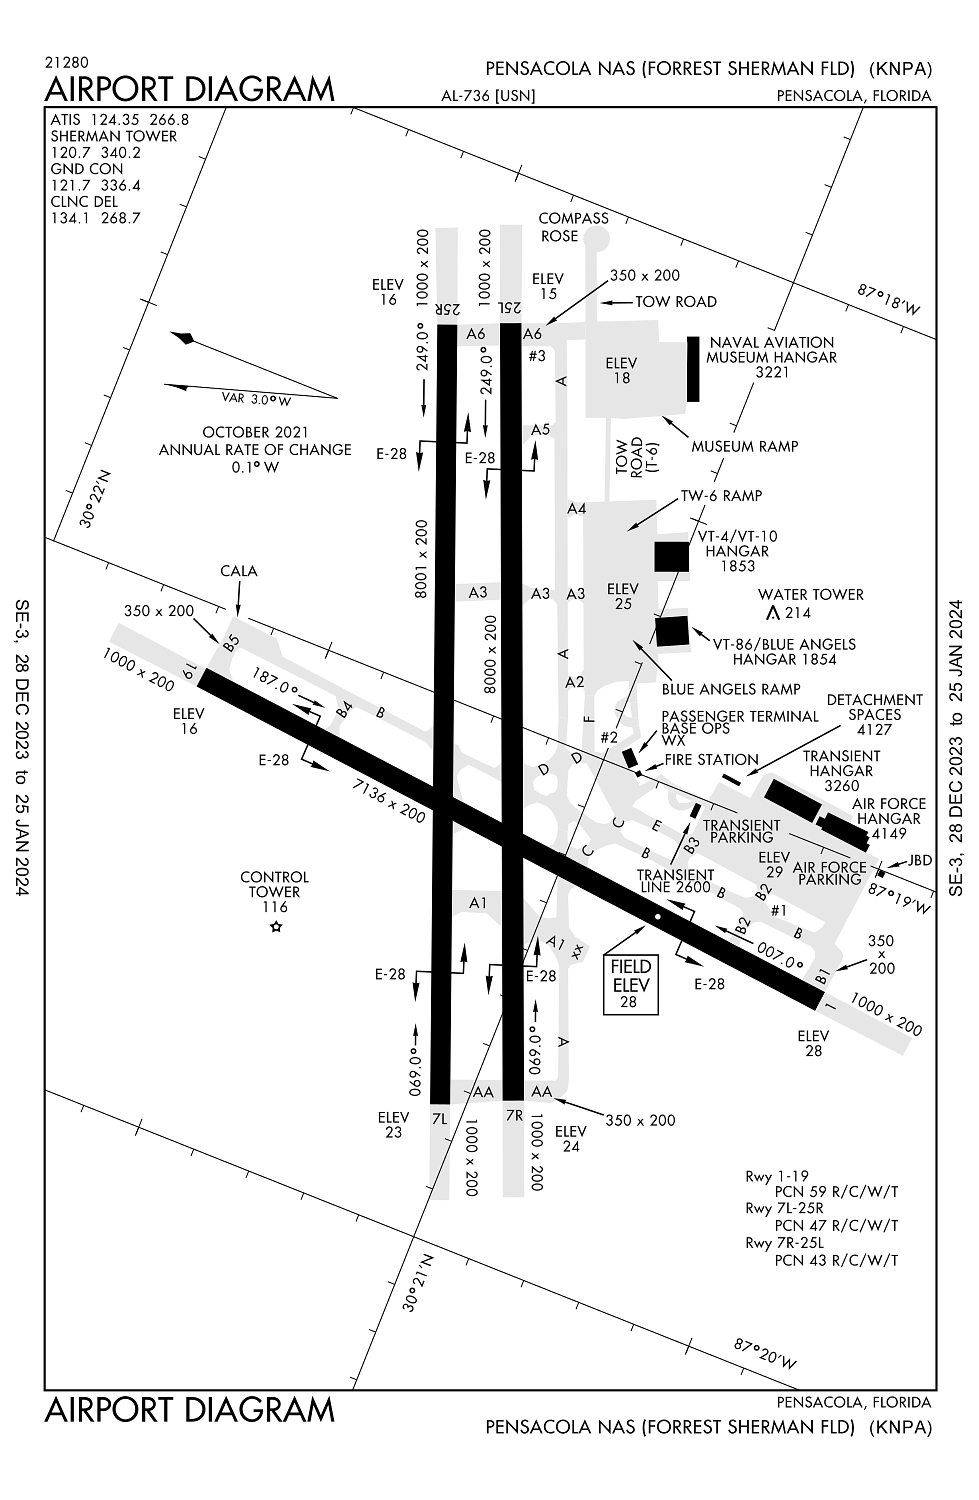 21280
AIRPORT DIAGRAM
PENSACOLA NAS (FORREST SHERMAN FLD) (KNPA)
AL-736 [USN]
PENSACOLA, FLORIDA
ATIS 124.35 266.8
SHERMAN TOWER
120.7 340.2
GND CON
121.7 336.4
CLNC DEL
134.1 268.7
COMPASS
ROSE
ELEV
16
1000 x 200
1000 x 200
ELEV
15
350 x 200
TOW ROAD
87°18'W
25R
25L
A6
A6
#3
249.0°
249.0°
A
ELEV
18
NAVAL AVIATION
MUSEUM HANGAR
3221
VAR 3.0°W
OCTOBER 2021
ANNUAL RATE OF CHANGE
0.1° W
E-28
E-28
A5
TOW
ROAD
(T-6)
MUSEUM RAMP
30°22'N
TW-6 RAMP
A4
8001 x 200
VT-4/VT-10
HANGAR
1853
CALA
350 x 200
A3
A3
A3
ELEV
25
WATER TOWER
214
8000 x 200
B5
1000 x 200
19
187.0°
B4
B
A
A2
VT-86/BLUE ANGELS
HANGAR 1854
BLUE ANGELS RAMP
ELEV
16
E-28
F
#2
PASSENGER TERMINAL
BASE OPS
WX
FIRE STATION
DETACHMENT
SPACES
4127
TRANSIENT
HANGAR
3260
AIR FORCE
HANGAR
4149
D
D
7136 x 200
C
C
E
B
B3
TRANSIENT
PARKING
ELEV
29
AIR FORCE
PARKING
JBD
87°19'W
TRANSIENT
LINE 2600
B
B2
#1
B2
B
CONTROL
TOWER
116
A1
A1
xx
007.0°
350
x
200
E-28
E-28
FIELD
ELEV
28
E-28
B1
1
1000 x 200
ELEV
28
069.0°
069.0°
A
AA
AA
ELEV
23
7L
7R
1000 x 200
1000 x 200
ELEV
24
350 x 200
Rwy 1-19
PCN 59 R/C/W/T
Rwy 7L-25R
PCN 47 R/C/W/T
Rwy 7R-25L
PCN 43 R/C/W/T
30°21'N
87°20'W
SE-3, 28 DEC 2023 to 25 JAN 2024
SE-3, 28 DEC 2023 to 25 JAN 2024
AIRPORT DIAGRAM
PENSACOLA, FLORIDA
PENSACOLA NAS (FORREST SHERMAN FLD) (KNPA)